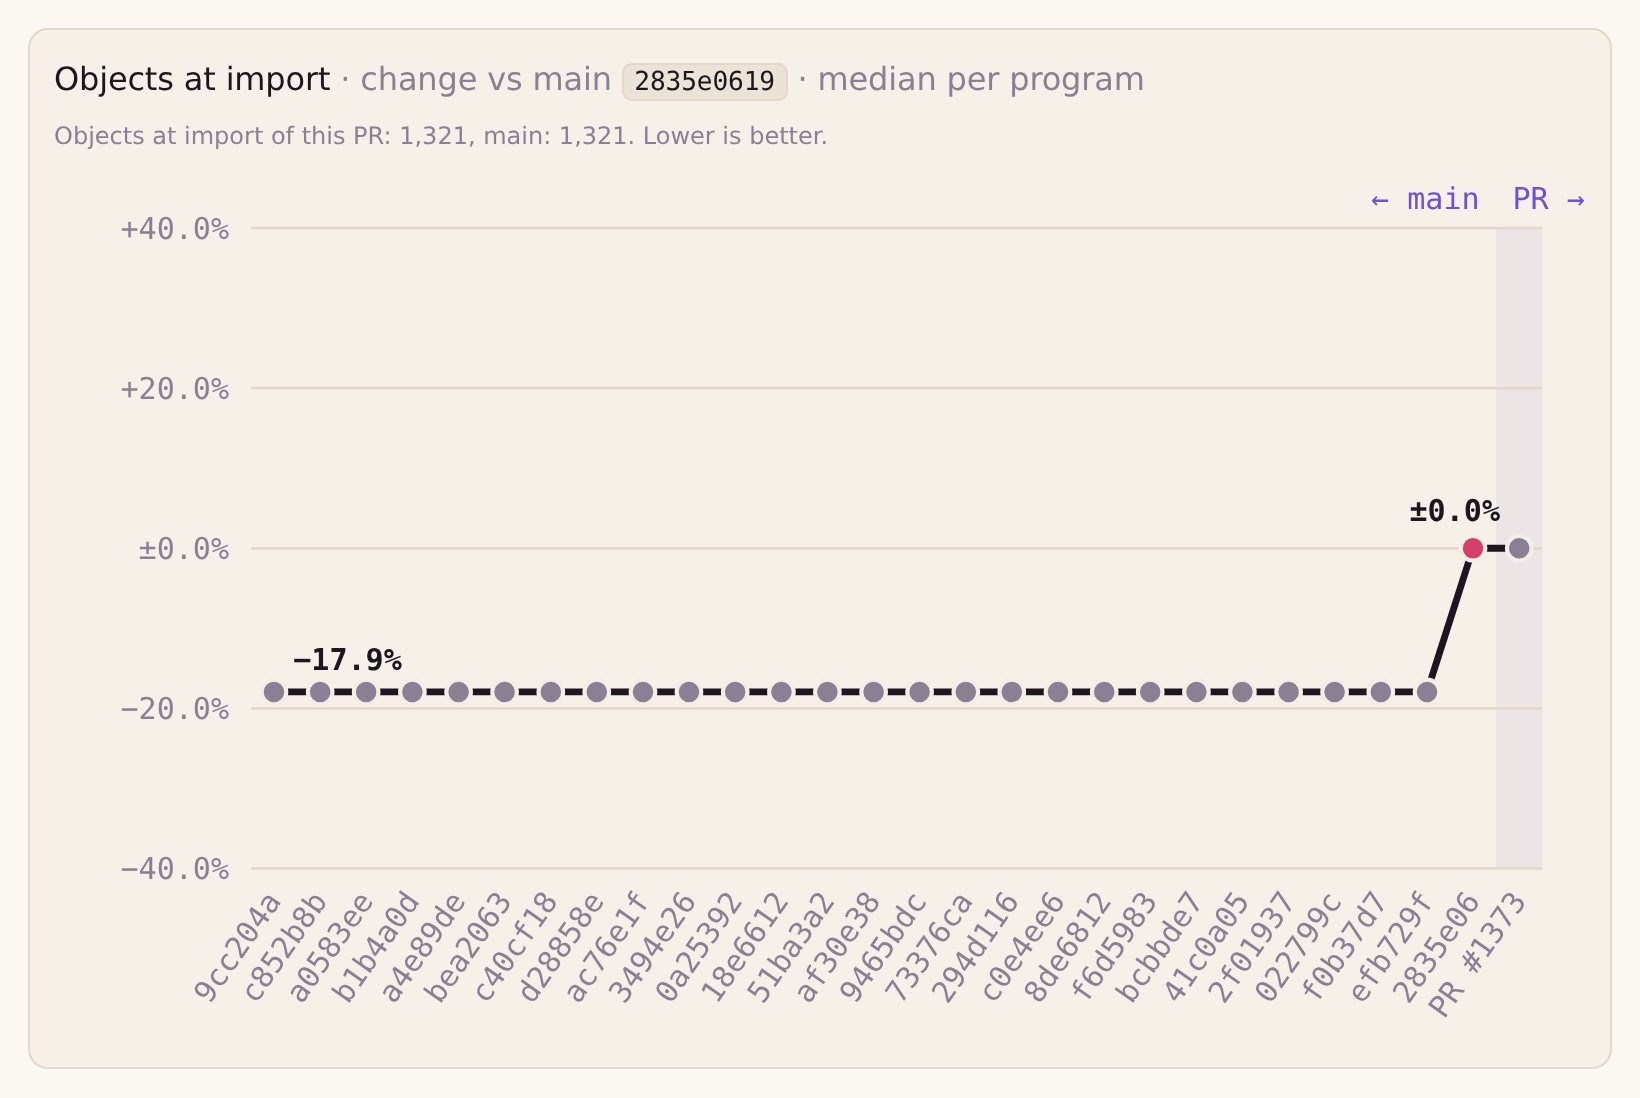 Objects at import · change vs main 2835e0619 · median per program
Objects at import of this PR: 1,321, main: 1,321. Lower is better.
← main PR →
+40.0%
+20.0%
±0.0%
−20.0%
−40.0%
±0.0%
−17.9%
9cc204a
c852b8b
a0583ee
b1b4a0d
a4e89de
bea2063
c40cf18
d28858e
ac76e1f
3494e26
0a25392
18e6612
51ba3a2
af30e38
9465bdc
73376ca
294d116
c0e4ee6
8de6812
f6d5983
bcbbde7
41c0a05
2f01937
022799c
f0b37d7
efb729f
2835e06
PR #1373